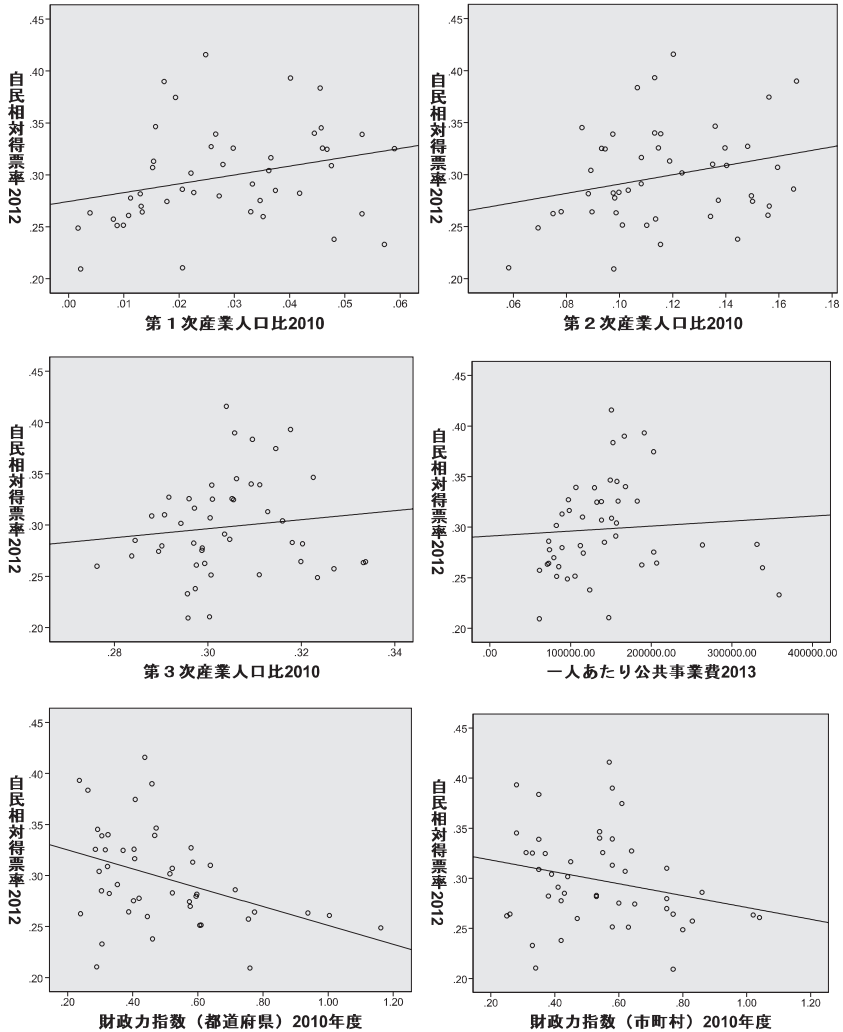 自民相対得票率2012
.45
.40
.35
.30
.25
.20
.00 .01 .02 .03 .04 .05 .06
第１次産業人口比2010
自民相対得票率2012
.45
.40
.35
.30
.25
.20
.06 .08 .10 .12 .14 .16 .18
第２次産業人口比2010
自民相対得票率2012
.45
.40
.35
.30
.25
.20
.28 .30 .32 .34
第３次産業人口比2010
自民相対得票率2012
.45
.40
.35
.30
.25
.20
.00 100000.00 200000.00 300000.00 400000.00
一人あたり公共事業費2013
自民相対得票率2012
.45
.40
.35
.30
.25
.20
.20 .40 .60 .80 1.00 1.20
財政力指数（都道府県）2010年度
自民相対得票率2012
.45
.40
.35
.30
.25
.20
.20 .40 .60 .80 1.00 1.20
財政力指数（市町村）2010年度